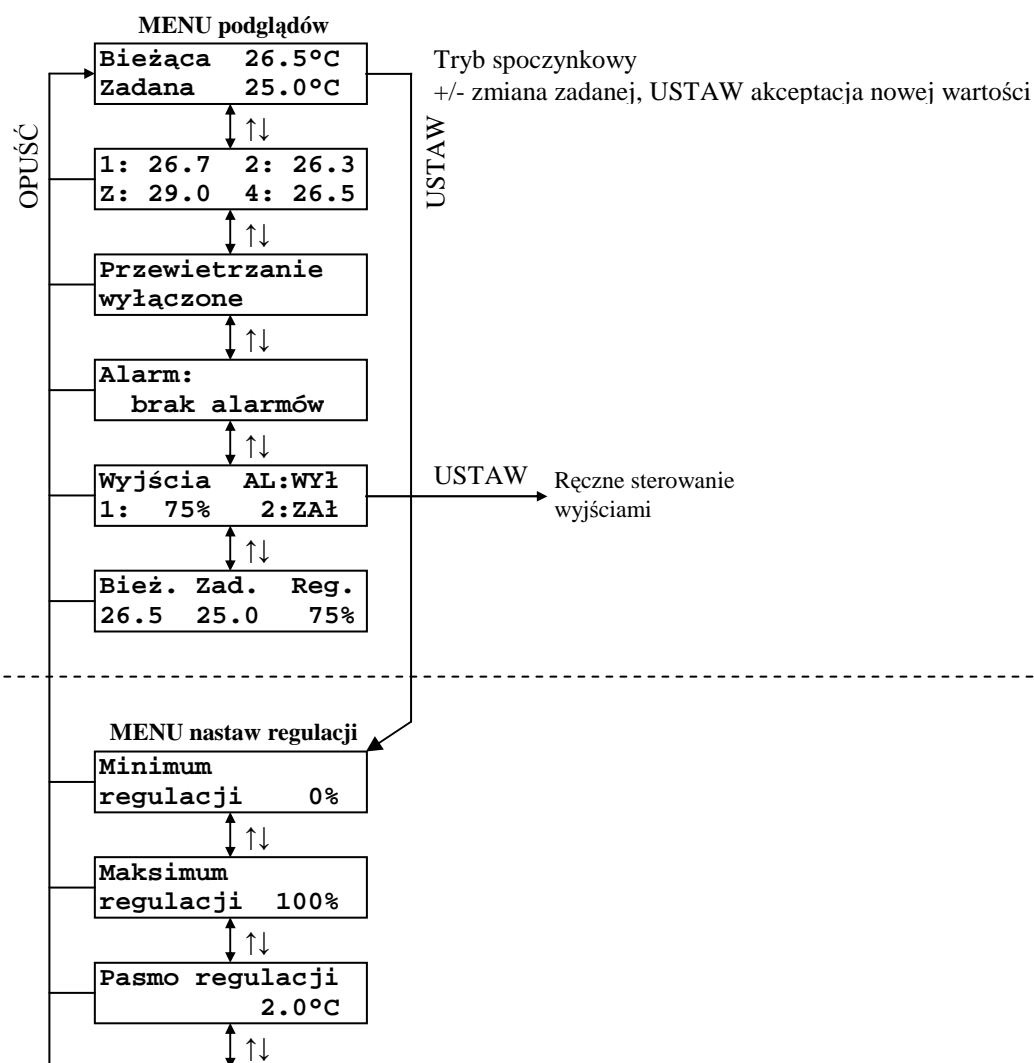 MENU podglądów
Bieżąca 26.5°C
Zadana 25.0°C
Tryb spoczynkowy
+/- zmiana zadanej, USTAW akceptacja nowej wartości
OPUŚĆ
USTAW
↑↓
1: 26.7 2: 26.3
Z: 29.0 4: 26.5
↑↓
Przewietrzanie
wyłączone
↑↓
Alarm:
brak alarmów
↑↓
Wyjścia AL:WYł
1: 75% 2:ZAł
USTAW
Ręczne sterowanie
wyjściami
↑↓
Bież. Zad. Reg.
26.5 25.0 75%
MENU nastaw regulacji
Minimum
regulacji 0%
↑↓
Maksimum
regulacji 100%
↑↓
Pasmo regulacji
2.0°C
↑↓